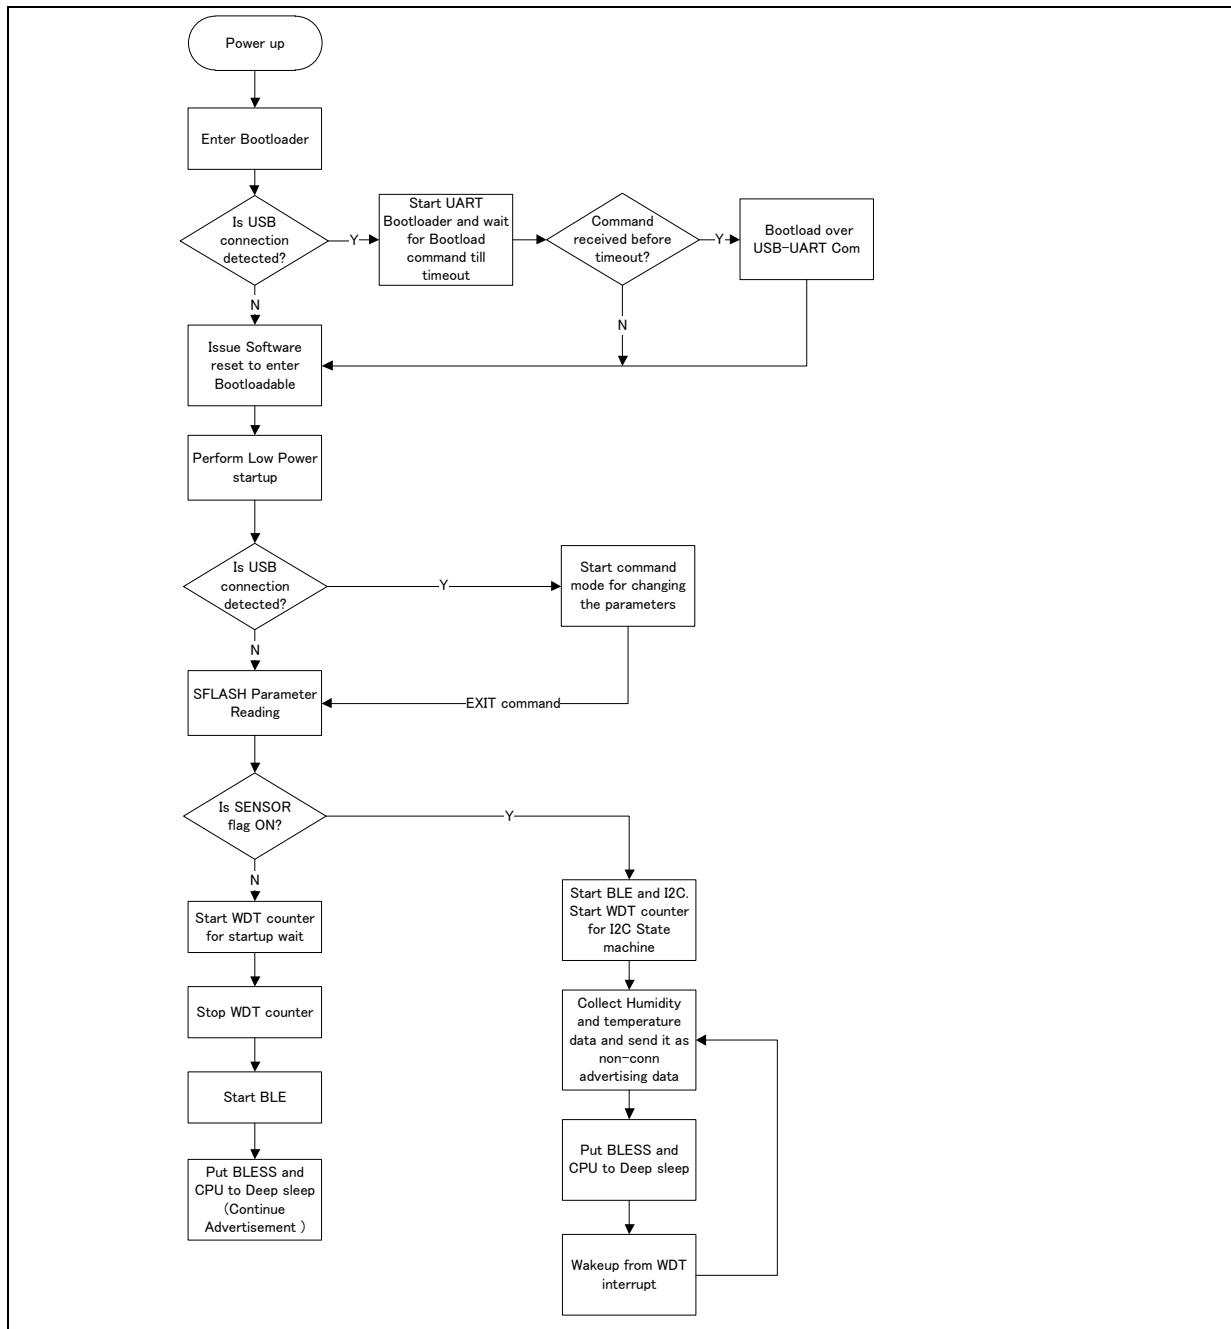 Power up
Enter Bootloader
Is USB
connection
detected?
Y
Start UART
Bootloader and wait
for Bootload
command till
timeout
Command
received before
timeout?
Y
Bootload over
USB-UART Com
N
N
Issue Software
reset to enter
Bootloadable
Perform Low Power
startup
Is USB
connection
detected?
Y
Start command
mode for changing
the parameters
N
SFLASH Parameter
Reading
EXIT command
Is SENSOR
flag ON?
Y
N
Start WDT counter
for startup wait
Stop WDT counter
Start BLE
Put BLESS and
CPU to Deep sleep
(Continue
Advertisement )
Start BLE and I2C.
Start WDT counter
for I2C State
machine
Collect Humidity
and temperature
data and send it as
non-conn
advertising data
Put BLESS and
CPU to Deep sleep
Wakeup from WDT
interrupt